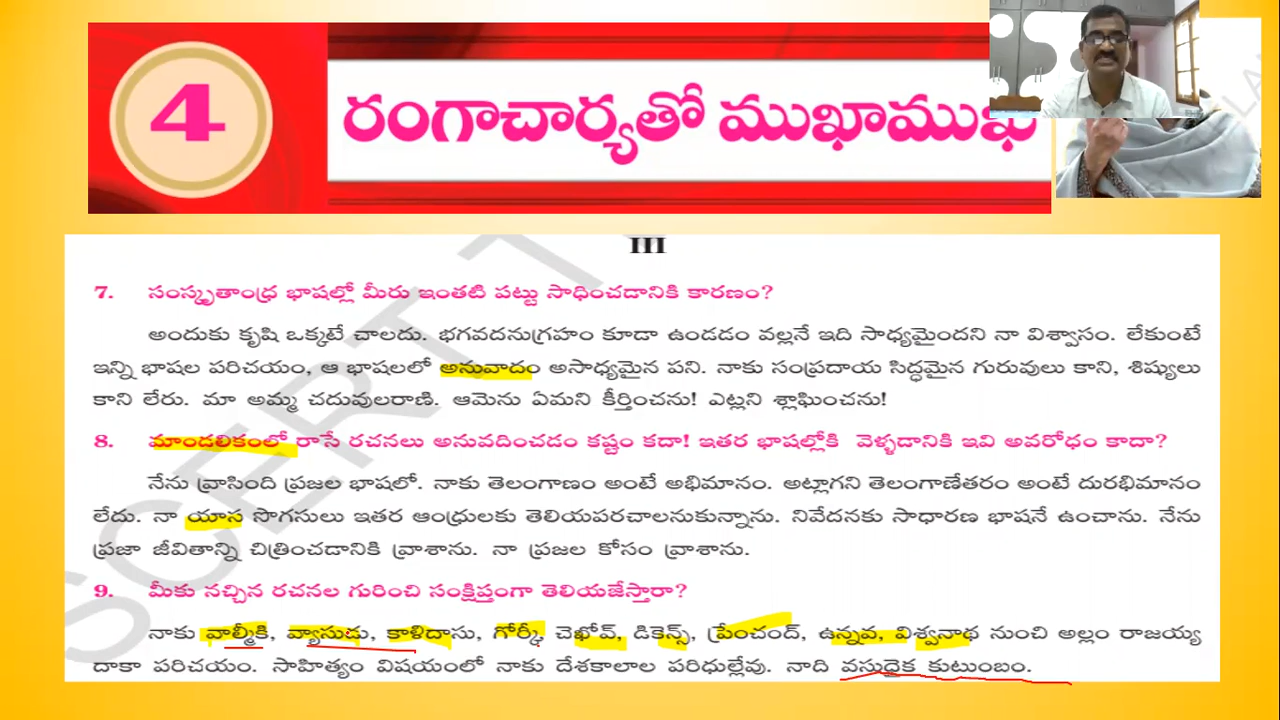 4
రంగాచార్యతో ముఖాముఖి
III
7. సంస్కృతాంధ్ర భాషల్లో మీరు ఇంతటి పట్టు సాధించడానికి కారణం?
అందుకు కృషి ఒక్కటే చాలదు. భగవదనుగ్రహం కూడా ఉండడం వల్లనే ఇది సాధ్యమైందని నా విశ్వాసం. లేకుంటే
ఇన్ని భాషల పరిచయం, ఆ భాషలలో అనువాదం అసాధ్యమైన పని. నాకు సంప్రదాయ సిద్ధమైన గురువులు కాని, శిష్యులు
కాని లేరు. మా అమ్మ చదువులరాణి. ఆమెను ఏమని కీర్తించను! ఎట్లని శ్లాఘించను!
8. మాండలికంలో రాసే రచనలు అనువదించడం కష్టం కదా! ఇతర భాషల్లోకి వెళ్ళడానికి ఇవి అవరోధం కాదా?
నేను వ్రాసింది ప్రజల భాషలో. నాకు తెలంగాణం అంటే అభిమానం. అట్లాగని తెలంగాణేతరం అంటే దురభిమానం
లేదు. నా యాస సొగసులు ఇతర ఆంధ్రులకు తెలియపరచాలనుకున్నాను. నివేదనకు సాధారణ భాషనే ఉంచాను. నేను
ప్రజా జీవితాన్ని చిత్రించడానికి వ్రాశాను. నా ప్రజల కోసం వ్రాశాను.
9. మీకు నచ్చిన రచనల గురించి సంక్షిప్తంగా తెలియజేస్తారా?
నాకు వాల్మీకి, వ్యాసుడు, కాళిదాసు, గోర్కీ చెఖోవ్, డికెన్స్, ప్రేంచంద్, ఉన్నవ, విశ్వనాథ నుంచి అల్లం రాజయ్య
దాకా పరిచయం. సాహిత్యం విషయంలో నాకు దేశకాలాల పరిధుల్లేవు. నాది వసుధైక కుటుంబం.
SCERT T